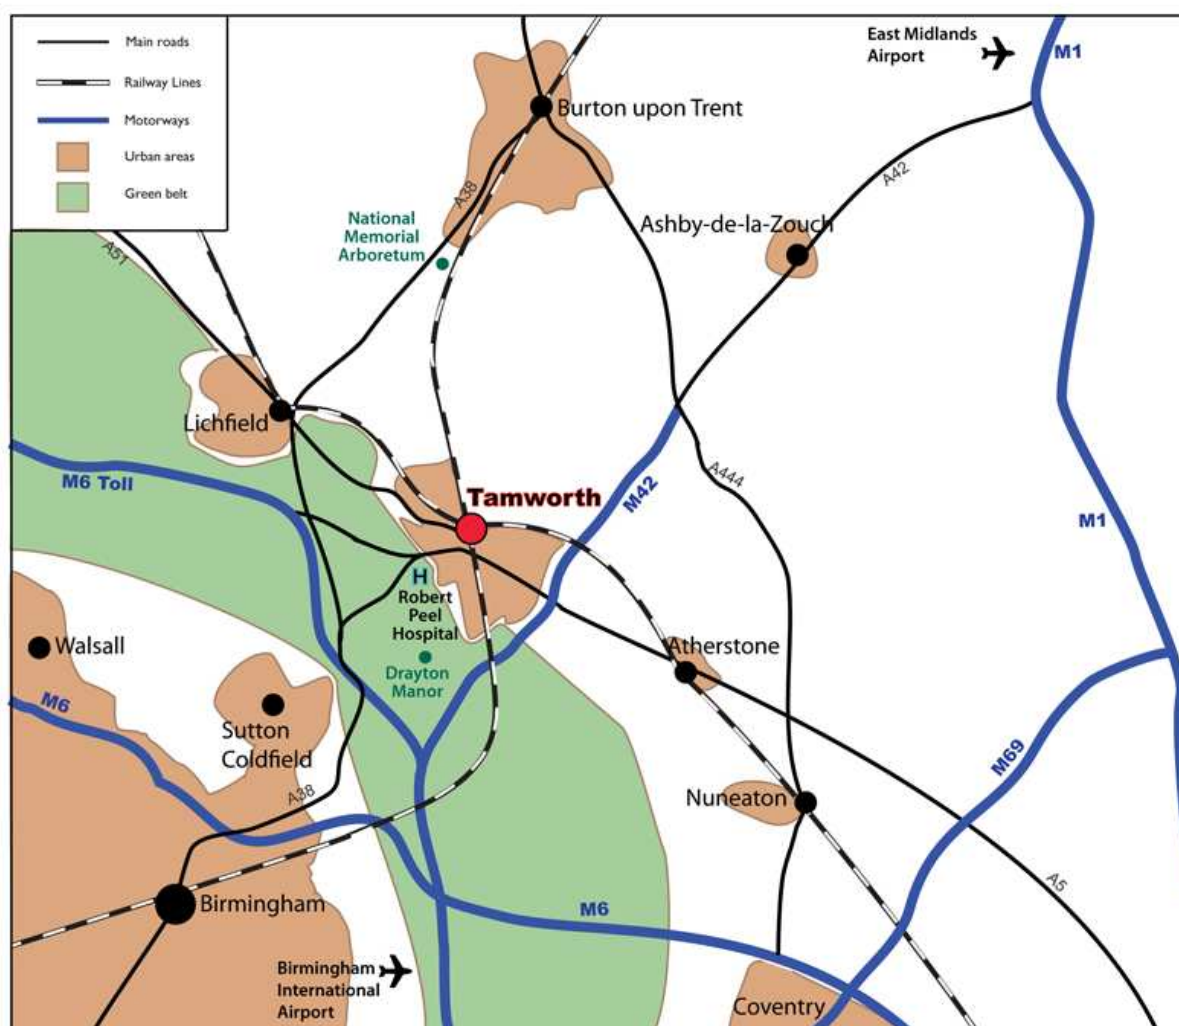 Main roads
Railway Lines
Motorways
Urban areas
Green belt
East Midlands
Airport
M1
Burton upon Trent
A42
A38
National
Memorial
Arboretum
Ashby-de-la-Zouch
A51
Lichfield
M6 Toll
Tamworth
M42
A444
M1
H
Robert
Peel
Hospital
Drayton
Manor
Walsall
Atherstone
M6
Sutton
Coldfield
M69
A38
Nuneaton
A5
Birmingham
M6
Birmingham
International
Airport
Coventry